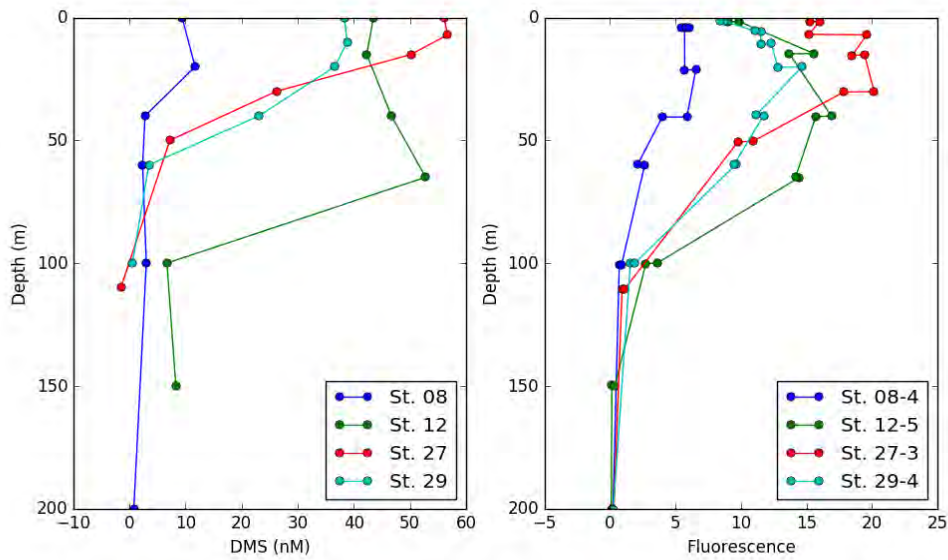 0
50
100
150
200
Depth (m)
−10 0 10 20 30 40 50 60
DMS (nM)
St. 08
St. 12
St. 27
St. 29
0
50
100
150
200
Depth (m)
−5 0 5 10 15 20 25
Fluorescence
St. 08-4
St. 12-5
St. 27-3
St. 29-4